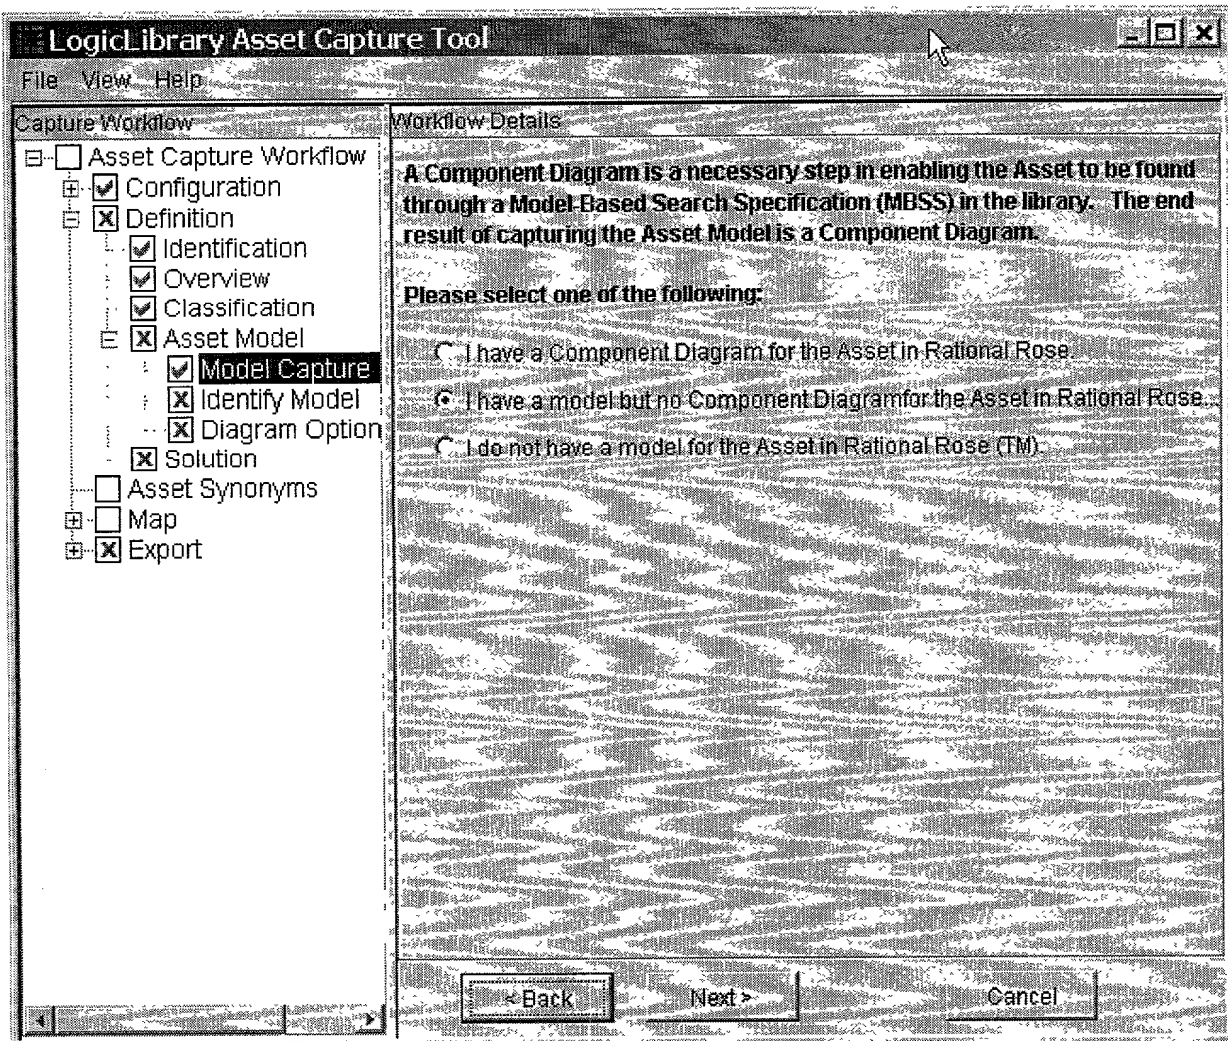 LogicLibrary Asset Capture Tool
File View Help
Capture Workflow
Workflow Details
Asset Capture Workflow
Configuration
Definition
Identification
Overview
Classification
Asset Model
Model Capture
Identify Model
Diagram Option
Solution
Asset Synonyms
Map
Export
A Component Diagram is a necessary step in enabling the Asset to be found
through a Model-Based Search Specification (MBSS) in the library. The end
result of capturing the Asset Model is a Component Diagram.
Please select one of the following:
I have a Component Diagram for the Asset in Rational Rose.
I have a model but no Component Diagramfor the Asset in Rational Rose...
I do not have a model for the Asset in Rational Rose (TM).
< Back Next > Cancel